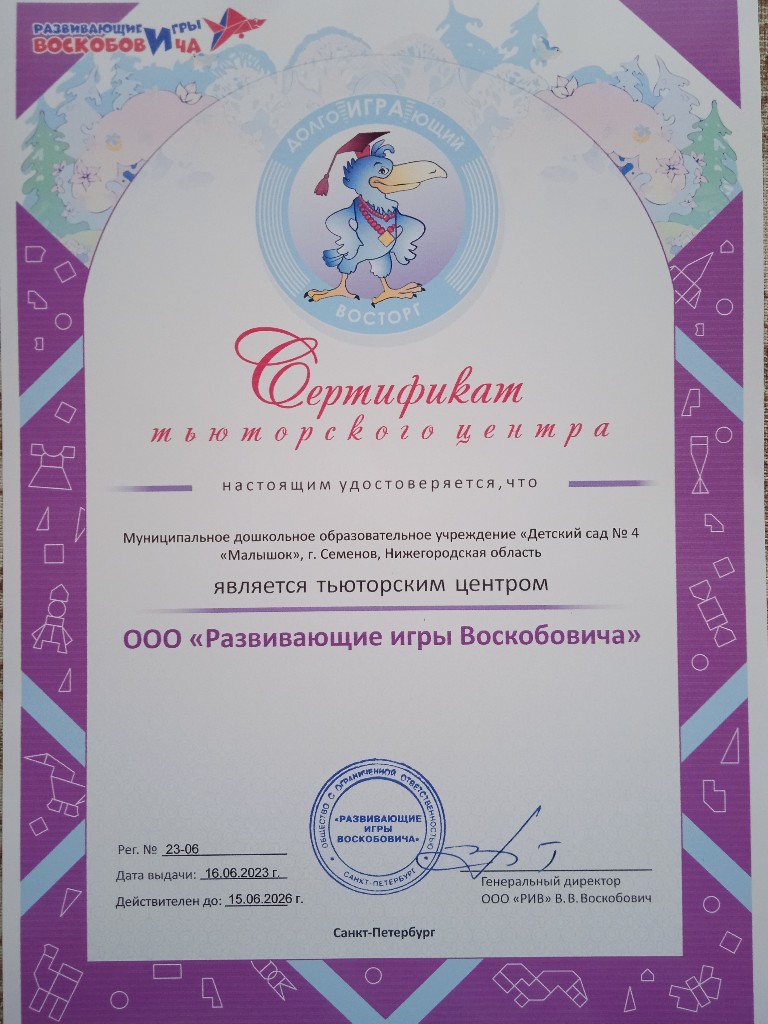 РАЗВИВАЮЩИЕ ИГРЫ
ВОСКОБОВИЧА
ДОЛГОИГРАЮЩИЙ
ВОСТОРГ
Сертификат
тьюторского центра
настоящим удостоверяется, что
Муниципальное дошкольное образовательное учреждение «Детский сад № 4
«Малышок», г. Семенов, Нижегородская область
является тьюторским центром
ООО «Развивающие игры Воскобовича»
ОБЩЕСТВО С ОГРАНИЧЕННОЙ ОТВЕТСТВЕННОСТЬЮ
«РАЗВИВАЮЩИЕ
ИГРЫ
ВОСКОБОВИЧА»
* САНКТ-ПЕТЕРБУРГ *
Рег. № 23-06
Дата выдачи: 16.06.2023 г.
Действителен до: 15.06.2026 г.
Генеральный директор
ООО «РИВ» В.В.Воскобович
Санкт-Петербург